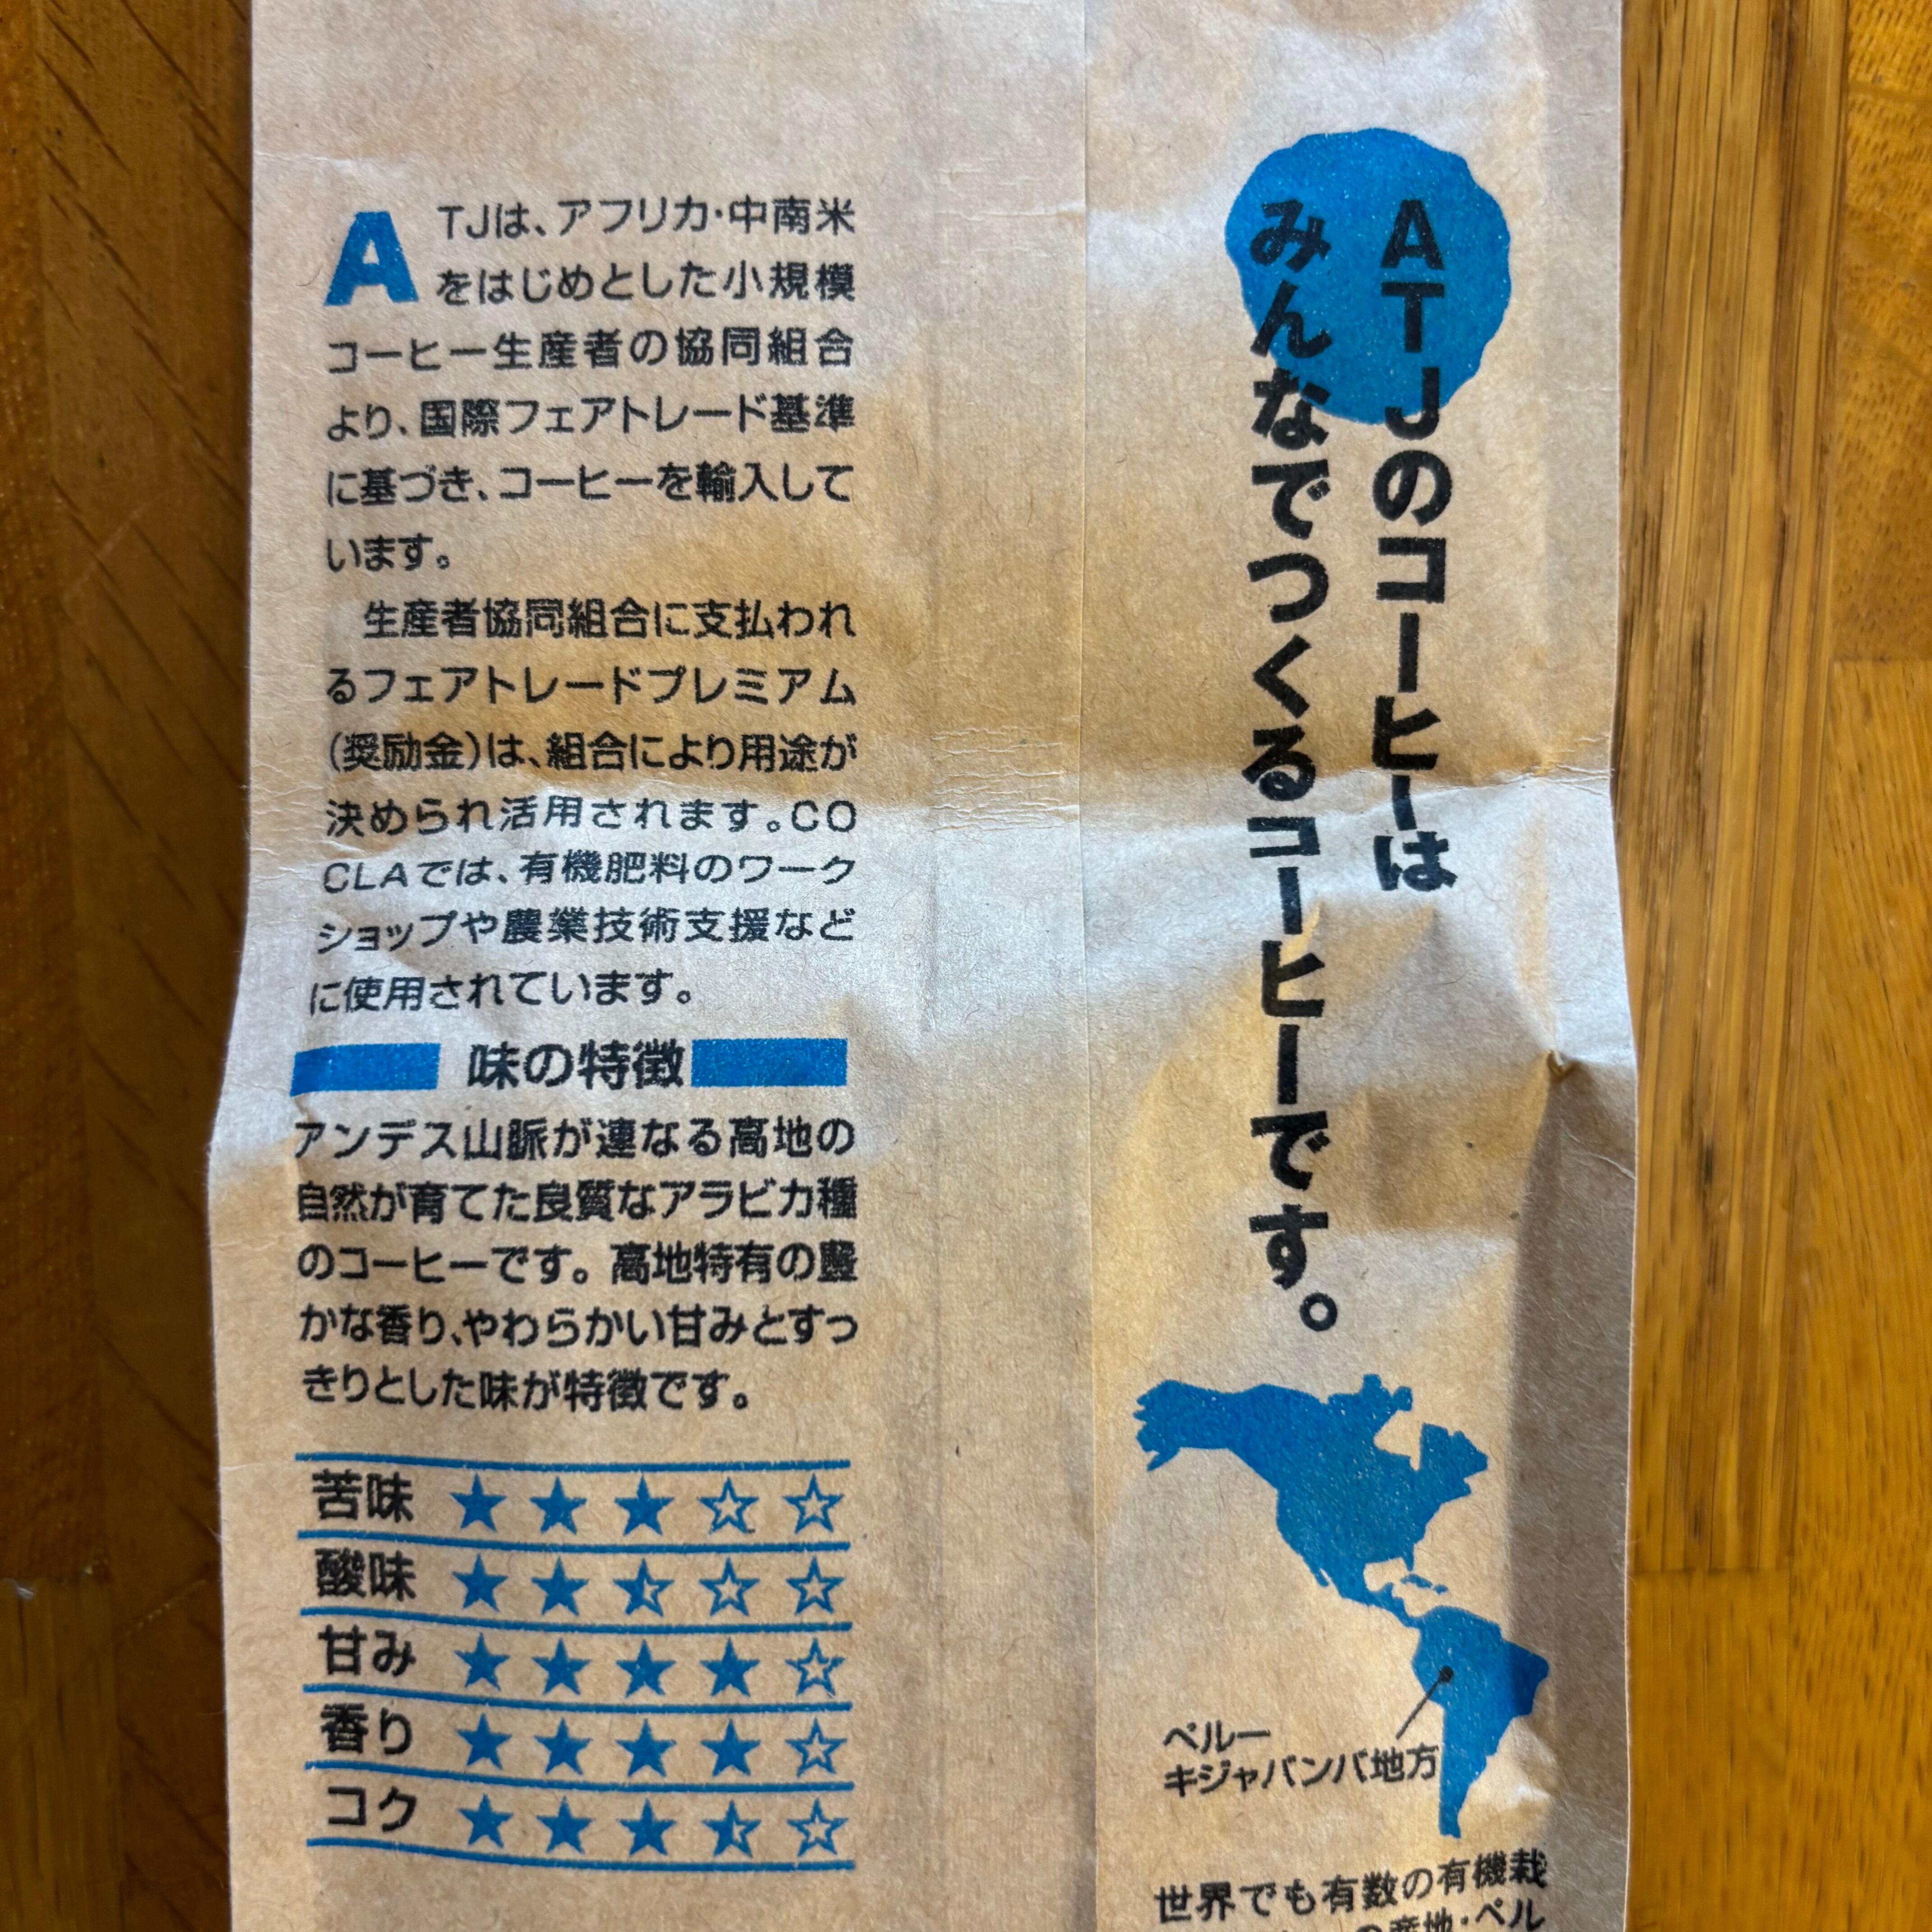 ATJのコーヒーは
みんなでつくるコーヒーです。
ペルー
キジャバンバ地方
世界でも有数の有機栽
の産地・ペル
ATJは、アフリカ・中南米
をはじめとした小規模
コーヒー生産者の協同組合
より、国際フェアトレード基準
に基づき、コーヒーを輸入して
います。
生産者協同組合に支払われ
るフェアトレードプレミアム
(奨励金)は、組合により用途が
決められ活用されます。CO
CLAでは、有機肥料のワーク
ショップや農業技術支援など
に使用されています。
味の特徴
アンデス山脈が連なる高地の
自然が育てた良質なアラビカ種
のコーヒーです。高地特有の豊
かな香り、やわらかい甘みとすっ
きりとした味が特徴です。
苦味 ★★★☆☆
酸味 ★★⯪☆☆
甘み ★★★★☆
香り ★★★★☆
コク ★★★⯪☆